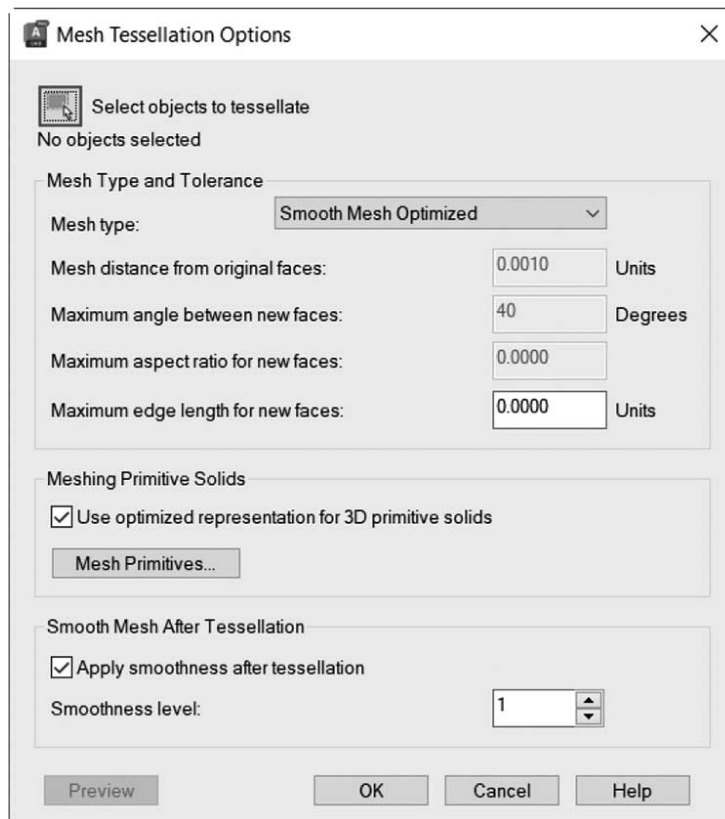 Mesh Tessellation Options
Select objects to tessellate
No objects selected
Mesh Type and Tolerance
Mesh type: Smooth Mesh Optimized
Mesh distance from original faces: 0.0010 Units
Maximum angle between new faces: 40 Degrees
Maximum aspect ratio for new faces: 0.0000
Maximum edge length for new faces: 0.0000 Units
Meshing Primitive Solids
Use optimized representation for 3D primitive solids
Mesh Primitives...
Smooth Mesh After Tessellation
Apply smoothness after tessellation
Smoothness level: 1
Preview OK Cancel Help